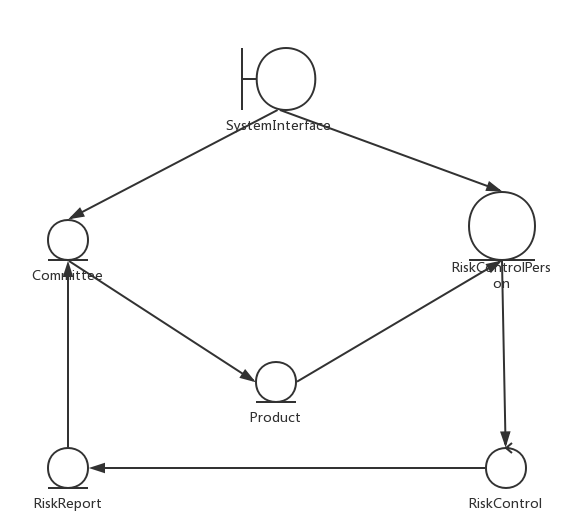 SystemInterface
Committee
RiskControlPers
on
Product
RiskReport
RiskControl